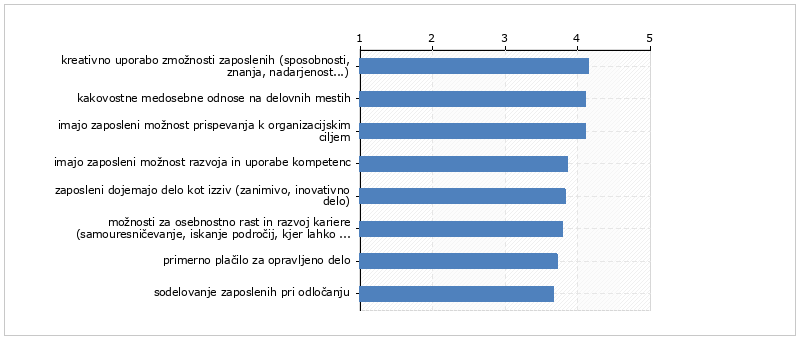 1 2 3 4 5
kreativno uporabo zmožnosti zaposlenih (sposobnosti,
znanja, nadarjenost...)
kakovostne medosebne odnose na delovnih mestih
imajo zaposleni možnost prispevanja k organizacijskim
ciljem
imajo zaposleni možnost razvoja in uporabe kompetenc
zaposleni dojemajo delo kot izziv (zanimivo, inovativno
delo)
možnosti za osebnostno rast in razvoj kariere
(samouresničevanje, iskanje področij, kjer lahko ...
primerno plačilo za opravljeno delo
sodelovanje zaposlenih pri odločanju